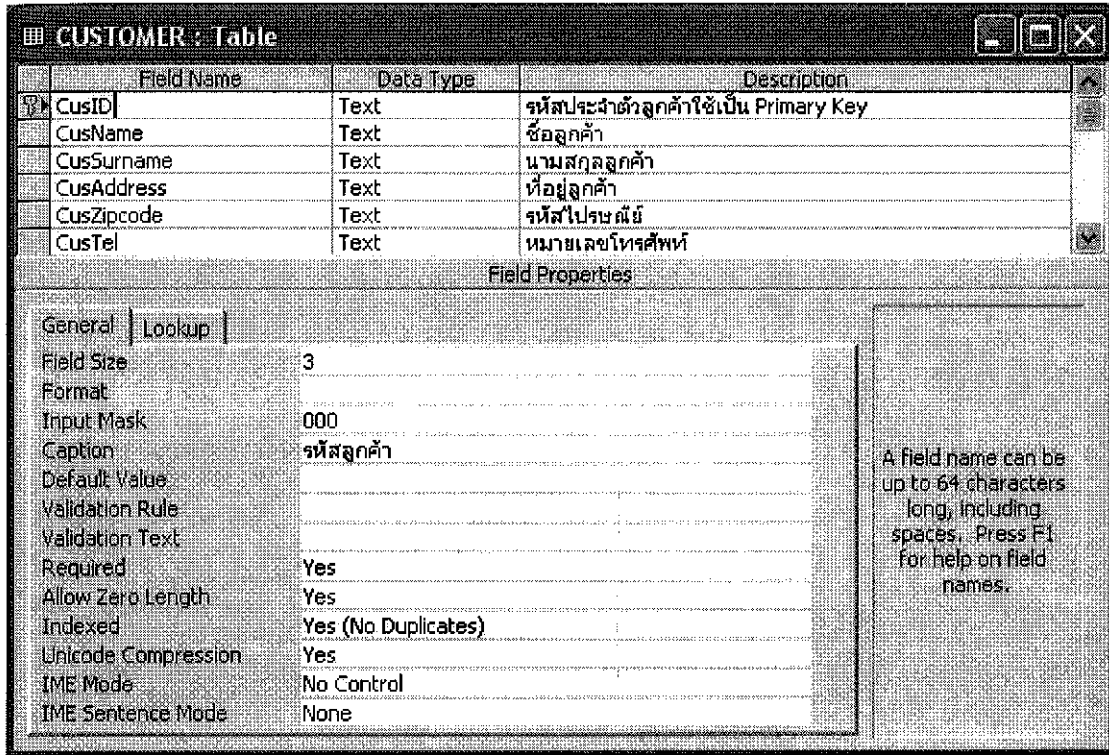 CUSTOMER : Table
Field Name Data Type Description
CusID Text รหัสประจำตัวลูกค้าใช้เป็น Primary Key
CusName Text ชื่อลูกค้า
CusSurname Text นามสกุลลูกค้า
CusAddress Text ที่อยู่ลูกค้า
CusZipcode Text รหัสไปรษณีย์
CusTel Text หมายเลขโทรศัพท์
Field Properties
General Lookup
Field Size 3
Format
Input Mask 000
Caption รหัสลูกค้า
Default Value
Validation Rule
Validation Text
Required Yes
Allow Zero Length Yes
Indexed Yes (No Duplicates)
Unicode Compression Yes
IME Mode No Control
IME Sentence Mode None
A field name can be
up to 64 characters
long, including
spaces. Press F1
for help on field
names.